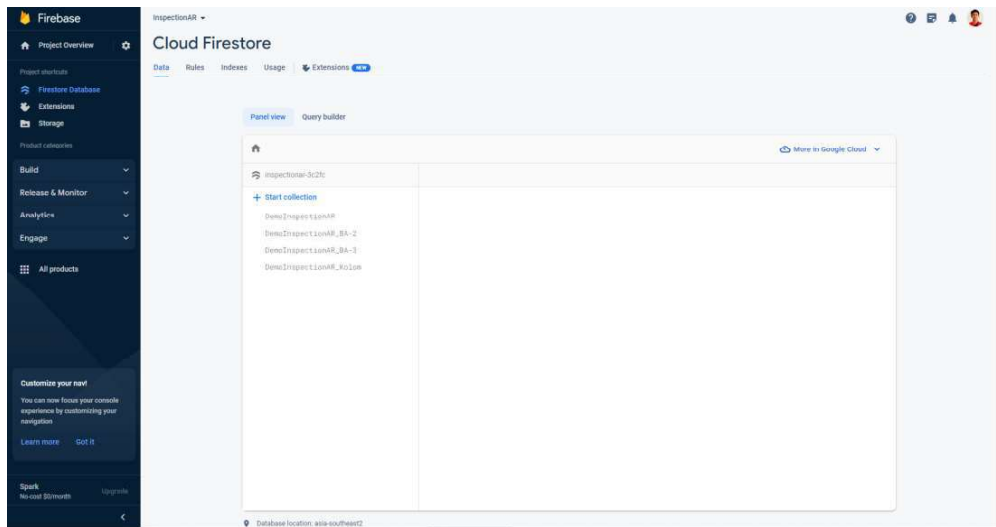 Firebase
Project Overview
Project shortcuts
Firestore Database
Extensions
Storage
Product categories
Build
Release & Monitor
Analytics
Engage
All products
Customize your nav!
You can now focus your console
experience by customizing your
navigation
Learn more Got it
Spark
No-cost $0/month
Upgrade
InspectionAR
Cloud Firestore
Data Rules Indexes Usage Extensions NEW
Panel view Query builder
More in Google Cloud
inspectionar-3c2fc
+ Start collection
DemoInspectionAR
DemoInspectionAR_BA-2
DemoInspectionAR_BA-3
DemoInspectionAR_Kolom
Database location: asia-southeast2